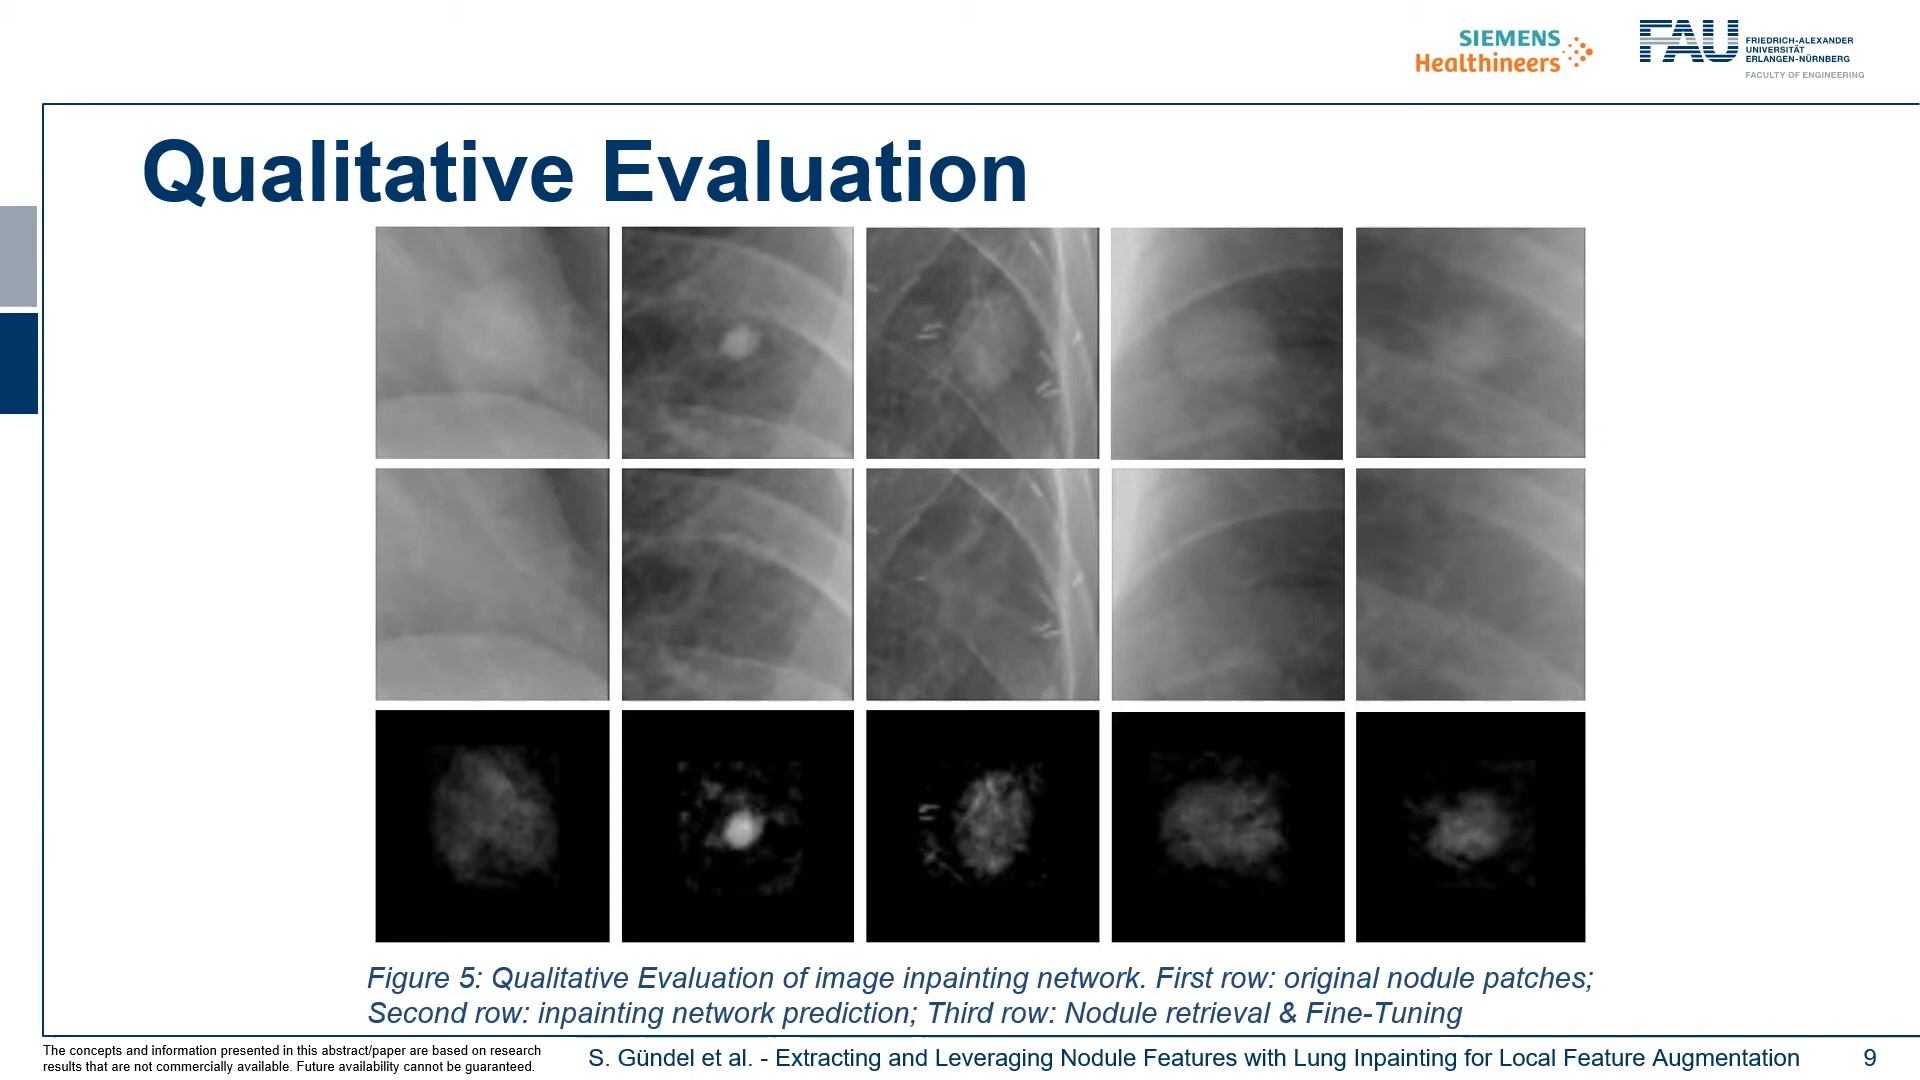 SIEMENS
Healthineers
FAU
FRIEDRICH-ALEXANDER
UNIVERSITÄT
ERLANGEN-NÜRNBERG
FACULTY OF ENGINEERING
Qualitative Evaluation
Figure 5: Qualitative Evaluation of image inpainting network. First row: original nodule patches;
Second row: inpainting network prediction; Third row: Nodule retrieval & Fine-Tuning
The concepts and information presented in this abstract/paper are based on research
results that are not commercially available. Future availability cannot be guaranteed.
S. Gündel et al. - Extracting and Leveraging Nodule Features with Lung Inpainting for Local Feature Augmentation
9